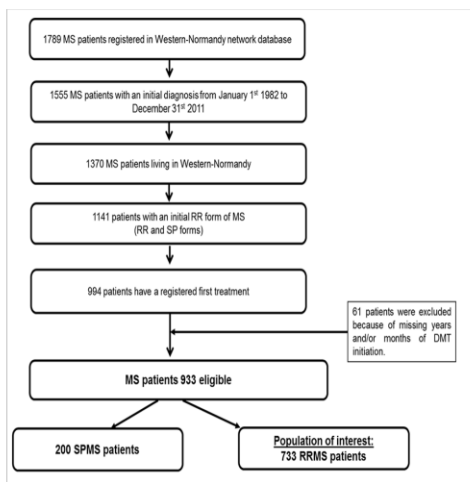 1789 MS patients registered in Western-Normandy network database
1555 MS patients with an initial diagnosis from January 1st 1982 to
December 31st 2011
1370 MS patients living in Western-Normandy
1141 patients with an initial RR form of MS
(RR and SP forms)
994 patients have a registered first treatment
61 patients were excluded
because of missing years
and/or months of DMT
initiation.
MS patients 933 eligible
200 SPMS patients
Population of interest:
733 RRMS patients